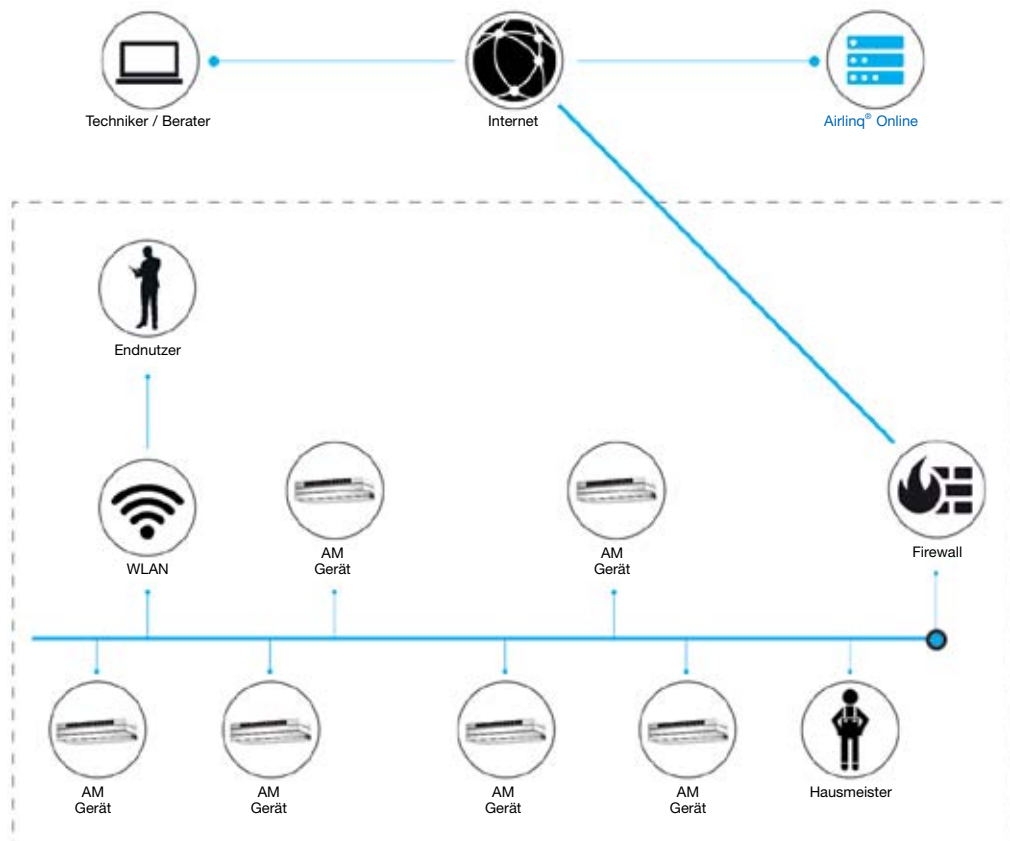 Techniker / Berater
Internet
Airlinq® Online
Endnutzer
WLAN
AM
Gerät
AM
Gerät
Firewall
AM
Gerät
AM
Gerät
AM
Gerät
AM
Gerät
Hausmeister